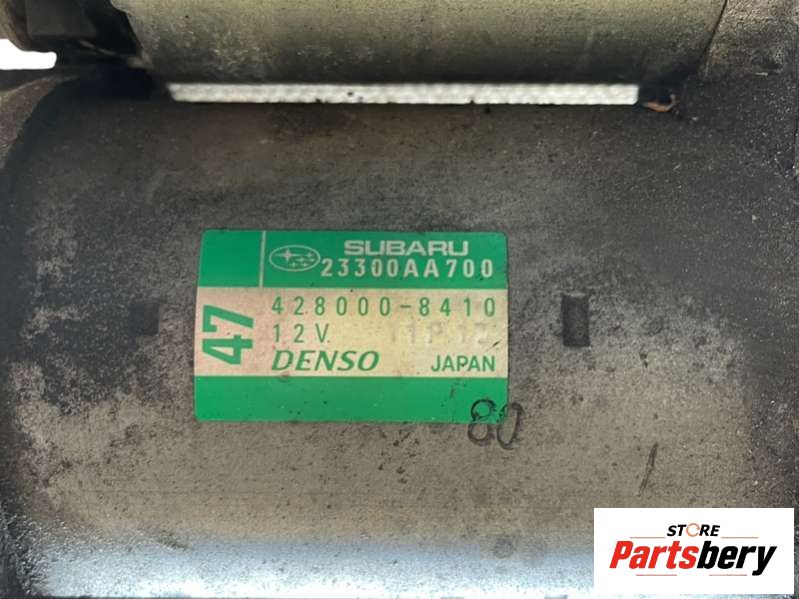 SUBARU
23300AA700
47
428000-8410
12V
DENSO JAPAN
80
STORE
Partsbery